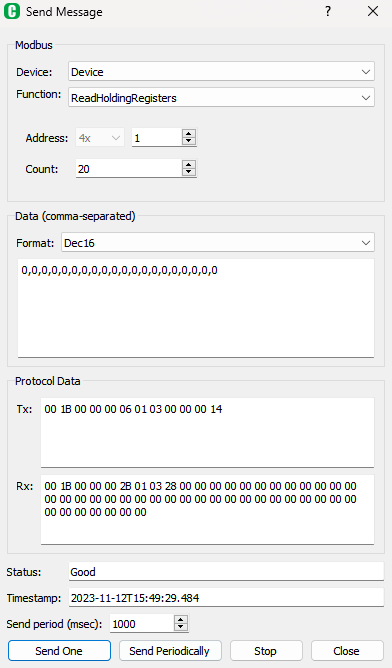 Send Message
? ×
Modbus
Device: Device
Function: ReadHoldingRegisters
Address: 4x 1
Count: 20
Data (comma-separated)
Format: Dec16
0,0,0,0,0,0,0,0,0,0,0,0,0,0,0,0,0,0,0,0
Protocol Data
Tx: 00 1B 00 00 00 06 01 03 00 00 00 14
Rx: 00 1B 00 00 00 2B 01 03 28 00 00 00 00 00 00 00 00 00 00 00 00
00 00 00 00 00 00 00 00 00 00 00 00 00 00 00 00 00 00 00 00 00
00 00 00 00 00 00 00
Status: Good
Timestamp: 2023-11-12T15:49:29.484
Send period (msec): 1000
Send One Send Periodically Stop Close